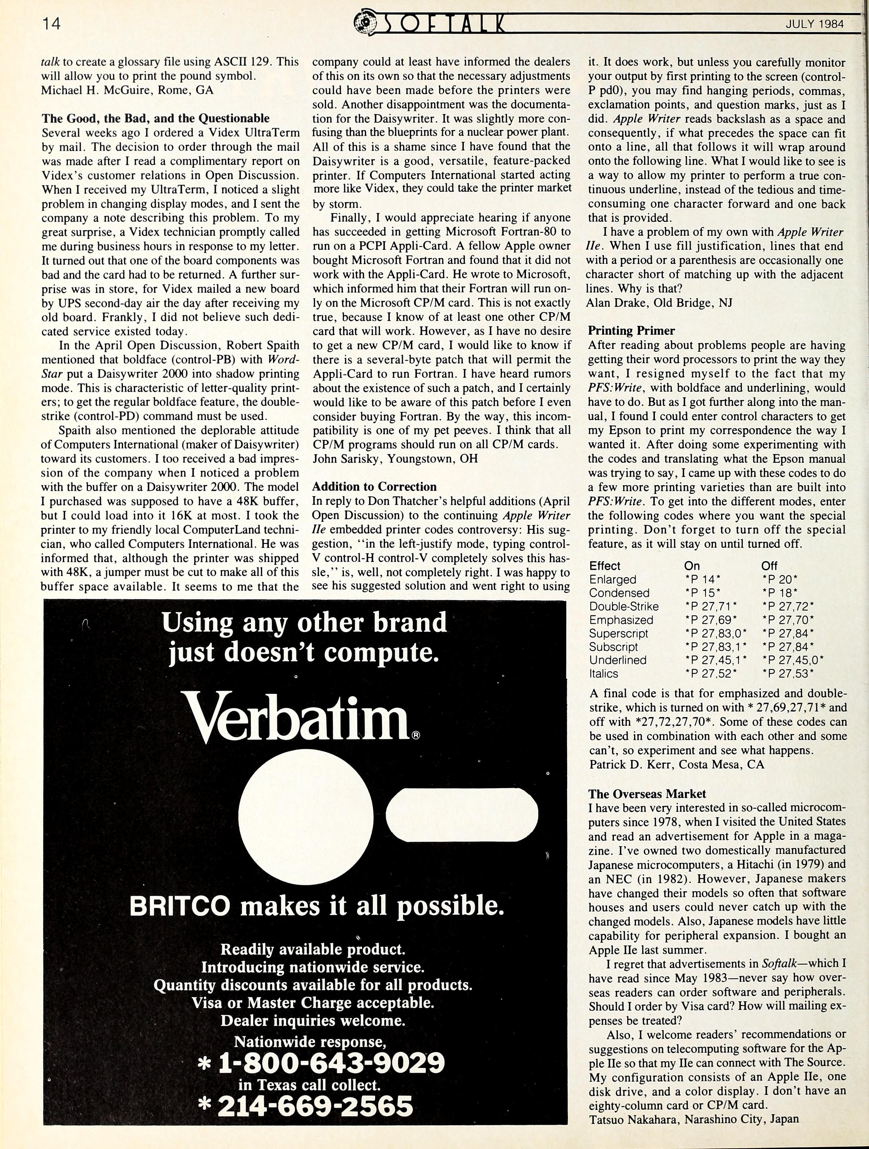 14
SOFTALK
JULY 1984
talk to create a glossary file using ASCII 129. This
will allow you to print the pound symbol.
Michael H. McGuire, Rome, GA
The Good, the Bad, and the Questionable
Several weeks ago I ordered a Videx UltraTerm
by mail. The decision to order through the mail
was made after I read a complimentary report on
Videx's customer relations in Open Discussion.
When I received my UltraTerm, I noticed a slight
problem in changing display modes, and I sent the
company a note describing this problem. To my
great surprise, a Videx technician promptly called
me during business hours in response to my letter.
It turned out that one of the board components was
bad and the card had to be returned. A further sur-
prise was in store, for Videx mailed a new board
by UPS second-day air the day after receiving my
old board. Frankly, I did not believe such dedi-
cated service existed today.
In the April Open Discussion, Robert Spaith
mentioned that boldface (control-PB) with Word-
Star put a Daisywriter 2000 into shadow printing
mode. This is characteristic of letter-quality print-
ers; to get the regular boldface feature, the double-
strike (control-PD) command must be used.
Spaith also mentioned the deplorable attitude
of Computers International (maker of Daisywriter)
toward its customers. I too received a bad impres-
sion of the company when I noticed a problem
with the buffer on a Daisywriter 2000. The model
I purchased was supposed to have a 48K buffer,
but I could load into it 16K at most. I took the
printer to my friendly local ComputerLand techni-
cian, who called Computers International. He was
informed that, although the printer was shipped
with 48K, a jumper must be cut to make all of this
buffer space available. It seems to me that the
company could at least have informed the dealers
of this on its own so that the necessary adjustments
could have been made before the printers were
sold. Another disappointment was the documenta-
tion for the Daisywriter. It was slightly more con-
fusing than the blueprints for a nuclear power plant.
All of this is a shame since I have found that the
Daisywriter is a good, versatile, feature-packed
printer. If Computers International started acting
more like Videx, they could take the printer market
by storm.
Finally, I would appreciate hearing if anyone
has succeeded in getting Microsoft Fortran-80 to
run on a PCPI Appli-Card. A fellow Apple owner
bought Microsoft Fortran and found that it did not
work with the Appli-Card. He wrote to Microsoft,
which informed him that their Fortran will run on-
ly on the Microsoft CP/M card. This is not exactly
true, because I know of at least one other CP/M
card that will work. However, as I have no desire
to get a new CP/M card, I would like to know if
there is a several-byte patch that will permit the
Appli-Card to run Fortran. I have heard rumors
about the existence of such a patch, and I certainly
would like to be aware of this patch before I even
consider buying Fortran. By the way, this incom-
patibility is one of my pet peeves. I think that all
CP/M programs should run on all CP/M cards.
John Sarisky, Youngstown, OH
Addition to Correction
In reply to Don Thatcher's helpful additions (April
Open Discussion) to the continuing Apple Writer
IIe embedded printer codes controversy: His sug-
gestion, "in the left-justify mode, typing control-
V control-H control-V completely solves this has-
sle," is, well, not completely right. I was happy to
see his suggested solution and went right to using
it. It does work, but unless you carefully monitor
your output by first printing to the screen (control-
P pd0), you may find hanging periods, commas,
exclamation points, and question marks, just as I
did. Apple Writer reads backslash as a space and
consequently, if what precedes the space can fit
onto a line, all that follows it will wrap around
onto the following line. What I would like to see is
a way to allow my printer to perform a true con-
tinuous underline, instead of the tedious and time-
consuming one character forward and one back
that is provided.
I have a problem of my own with Apple Writer
IIe. When I use fill justification, lines that end
with a period or a parenthesis are occasionally one
character short of matching up with the adjacent
lines. Why is that?
Alan Drake, Old Bridge, NJ
Printing Primer
After reading about problems people are having
getting their word processors to print the way they
want, I resigned myself to the fact that my
PFS:Write, with boldface and underlining, would
have to do. But as I got further along into the man-
ual, I found I could enter control characters to get
my Epson to print my correspondence the way I
wanted it. After doing some experimenting with
the codes and translating what the Epson manual
was trying to say, I came up with these codes to do
a few more printing varieties than are built into
PFS:Write. To get into the different modes, enter
the following codes where you want the special
printing. Don't forget to turn off the special
feature, as it will stay on until turned off.
Effect On Off
Enlarged *P 14* *P 20*
Condensed *P 15* *P 18*
Double-Strike *P 27,71* *P 27,72*
Emphasized *P 27,69* *P 27,70*
Superscript *P 27,83,0* *P 27,84*
Subscript *P 27,83,1* *P 27,84*
Underlined *P 27,45,1* *P 27,45,0*
Italics *P 27,52* *P 27,53*
A final code is that for emphasized and double-
strike, which is turned on with * 27,69,27,71* and
off with *27,72,27,70*. Some of these codes can
be used in combination with each other and some
can't, so experiment and see what happens.
Patrick D. Kerr, Costa Mesa, CA
The Overseas Market
I have been very interested in so-called microcom-
puters since 1978, when I visited the United States
and read an advertisement for Apple in a maga-
zine. I've owned two domestically manufactured
Japanese microcomputers, a Hitachi (in 1979) and
an NEC (in 1982). However, Japanese makers
have changed their models so often that software
houses and users could never catch up with the
changed models. Also, Japanese models have little
capability for peripheral expansion. I bought an
Apple IIe last summer.
I regret that advertisements in Softalk—which I
have read since May 1983—never say how over-
seas readers can order software and peripherals.
Should I order by Visa card? How will mailing ex-
penses be treated?
Also, I welcome readers' recommendations or
suggestions on telecomputing software for the Ap-
ple IIe so that my IIe can connect with The Source.
My configuration consists of an Apple IIe, one
disk drive, and a color display. I don't have an
eighty-column card or CP/M card.
Tatsuo Nakahara, Narashino City, Japan
Using any other brand
just doesn't compute.
Verbatim®
BRITCO makes it all possible.
Readily available product.
Introducing nationwide service.
Quantity discounts available for all products.
Visa or Master Charge acceptable.
Dealer inquiries welcome.
Nationwide response,
* 1-800-643-9029
in Texas call collect.
* 214-669-2565